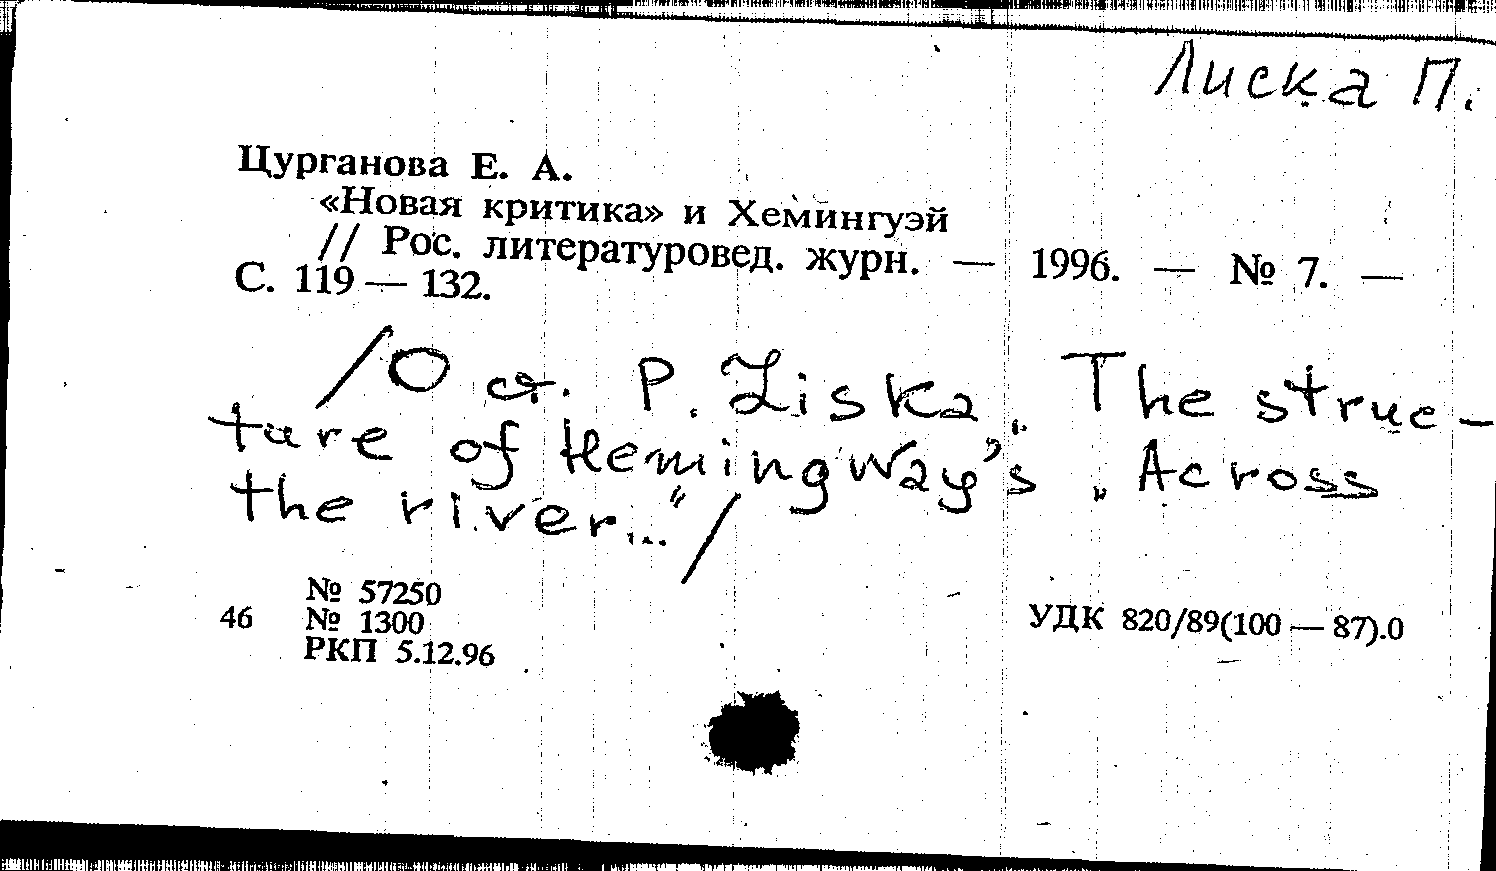 Лиска П.
Цурганова Е. А.
«Новая критика» и Хемингуэй
// Рос. литературовед. журн. — 1996. — № 7. —
С. 119 — 132.
/О ст. P. Liska „The struc-
ture of Hemingway's „Across
the river..."/
№ 57250
46 № 1300
РКП 5.12.96
УДК 820/89(100 — 87).0